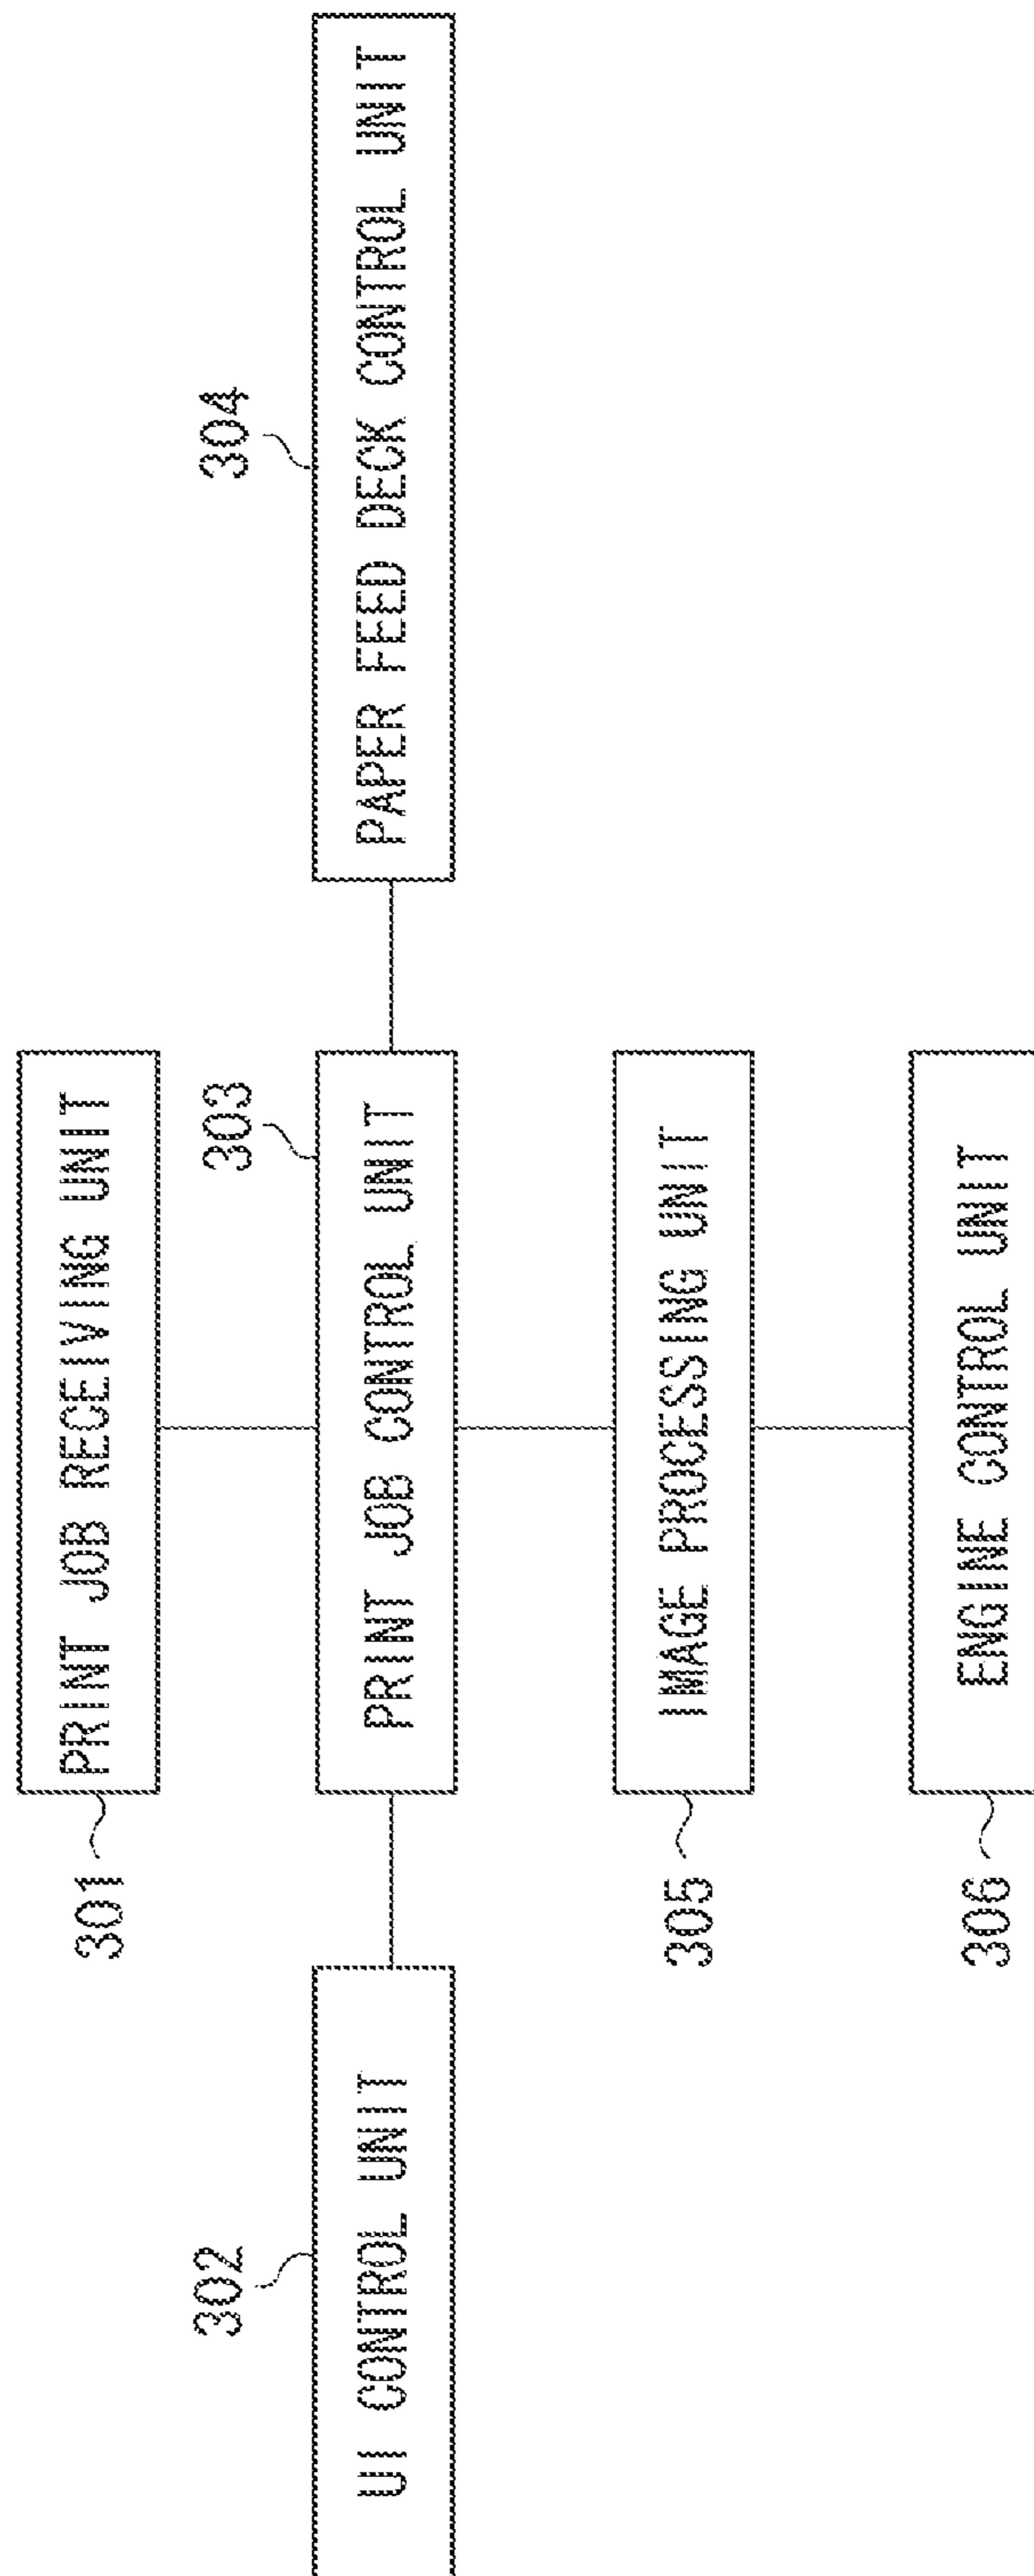 301
PRINT JOB RECEIVING UNIT
302
303
304
UI CONTROL UNIT
PRINT JOB CONTROL UNIT
PAPER FEED DECK CONTROL UNIT
305
IMAGE PROCESSING UNIT
306
ENGINE CONTROL UNIT